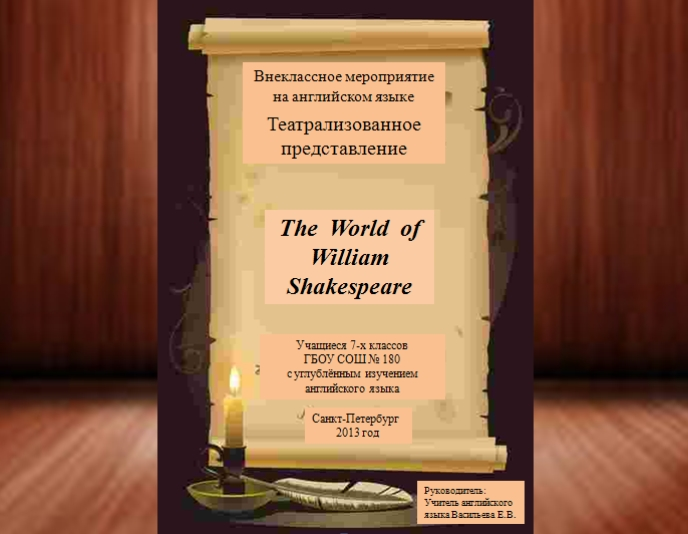 Внеклассное мероприятие
на английском языке
Театрализованное
представление
The World of
William
Shakespeare
Учащиеся 7-х классов
ГБОУ СОШ № 180
с углублённым изучением
английского языка
Санкт-Петербург
2013 год
Руководитель:
Учитель английского
языка Васильева Е.В.